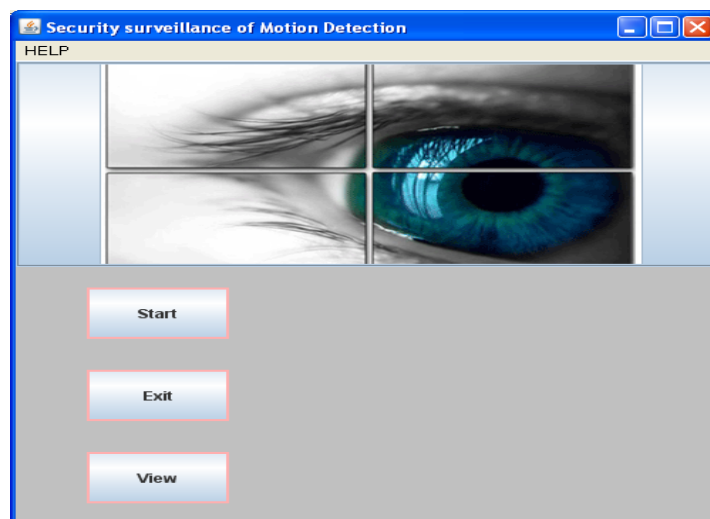 Security surveillance of Motion Detection
HELP
Start
Exit
View